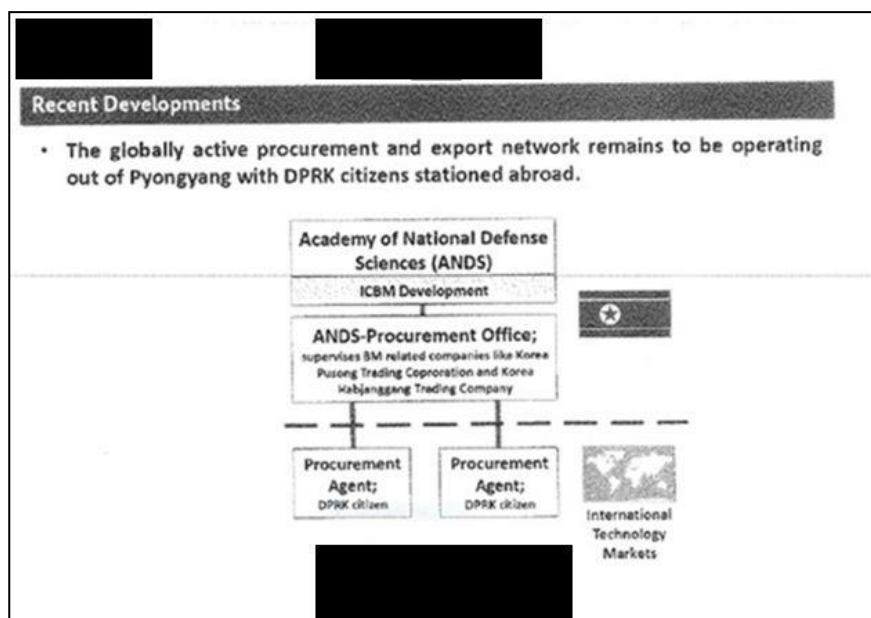 Recent Developments
• The globally active procurement and export network remains to be operating
out of Pyongyang with DPRK citizens stationed abroad.
Academy of National Defense
Sciences (ANDS)
ICBM Development
ANDS-Procurement Office;
supervises BM related companies like Korea
Pusong Trading Coproration and Korea
Habjanggang Trading Company
Procurement
Agent;
DPRK citizen
Procurement
Agent;
DPRK citizen
International
Technology
Markets